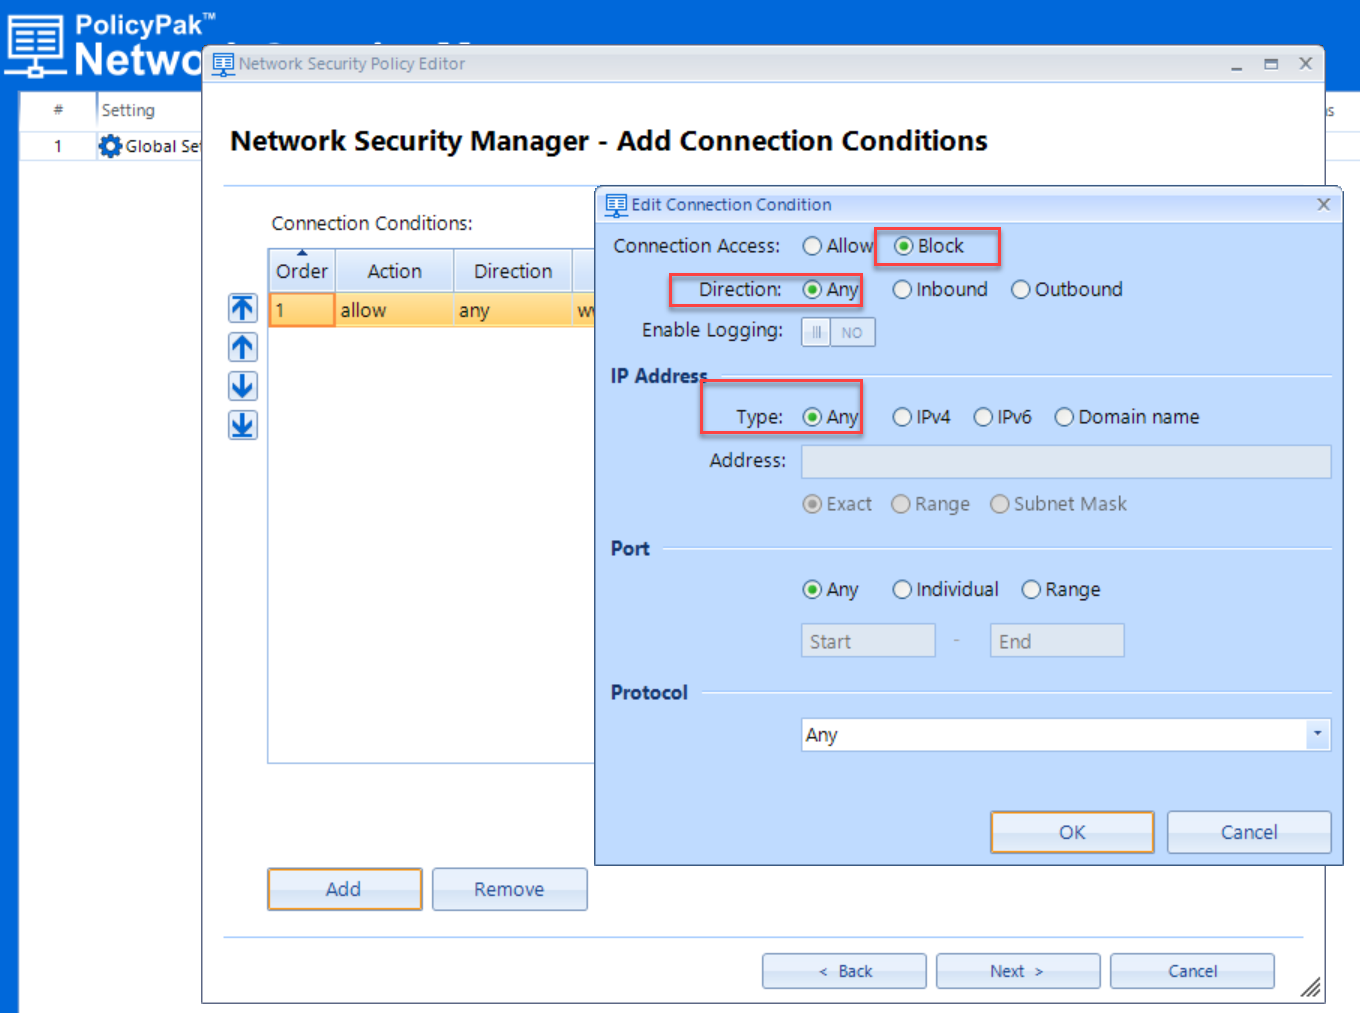 PolicyPak™
Network Security Policy Editor
# Setting
1 Global Se
Network Security Manager - Add Connection Conditions
Connection Conditions:
Order Action Direction
1 allow any
Add Remove
< Back Next > Cancel
Edit Connection Condition
Connection Access: Allow Block
Direction: Any Inbound Outbound
Enable Logging: NO
IP Address
Type: Any IPv4 IPv6 Domain name
Address:
Exact Range Subnet Mask
Port
Any Individual Range
Start - End
Protocol
Any
OK Cancel